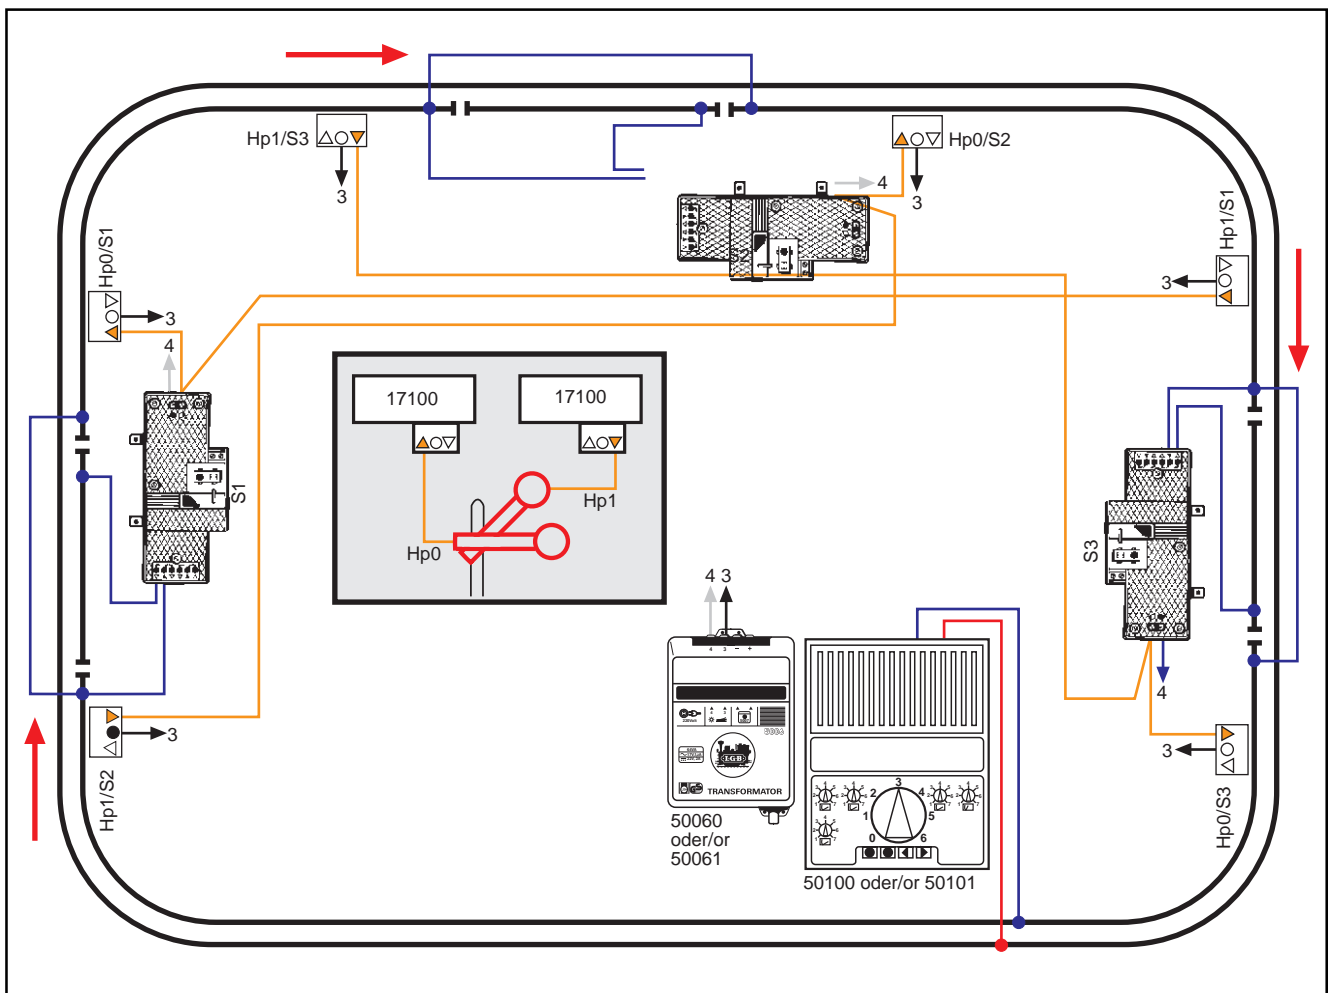 Hp1/S3
3
Hp0/S2
4
3
S2
Hp0/S1
3
4
Hp1/S1
3
S1
17100
17100
Hp1
Hp0
S3
4
Hp1/S2
3
3
Hp0/S3
4 3
4 3 − +
TRANSFORMATOR
50060
oder/or
50061
0 1 2 3 4 5 6
50100 oder/or 50101